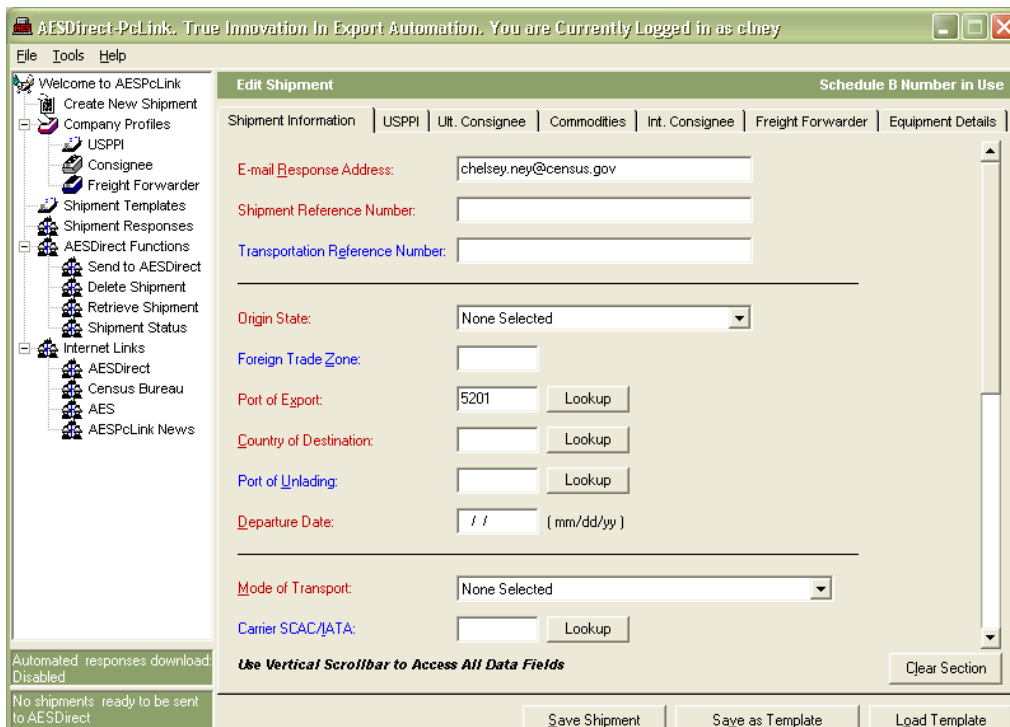 AESDirect-PcLink. True Innovation In Export Automation. You are Currently Logged in as clney
File Tools Help
Welcome to AESPcLink
Create New Shipment
Company Profiles
USPPI
Consignee
Freight Forwarder
Shipment Templates
Shipment Responses
AESDirect Functions
Send to AESDirect
Delete Shipment
Retrieve Shipment
Shipment Status
Internet Links
AESDirect
Census Bureau
AES
AESPcLink News
Automated responses download:
Disabled
No shipments ready to be sent
to AESDirect
Edit Shipment Schedule B Number in Use
Shipment Information USPPI Ult. Consignee Commodities Int. Consignee Freight Forwarder Equipment Details
E-mail Response Address: chelsey.ney@census.gov
Shipment Reference Number:
Transportation Reference Number:
Origin State: None Selected
Foreign Trade Zone:
Port of Export: 5201 Lookup
Country of Destination: Lookup
Port of Unlading: Lookup
Departure Date: / / ( mm/dd/yy )
Mode of Transport: None Selected
Carrier SCAC/IATA: Lookup
Use Vertical Scrollbar to Access All Data Fields Clear Section
Save Shipment Save as Template Load Template